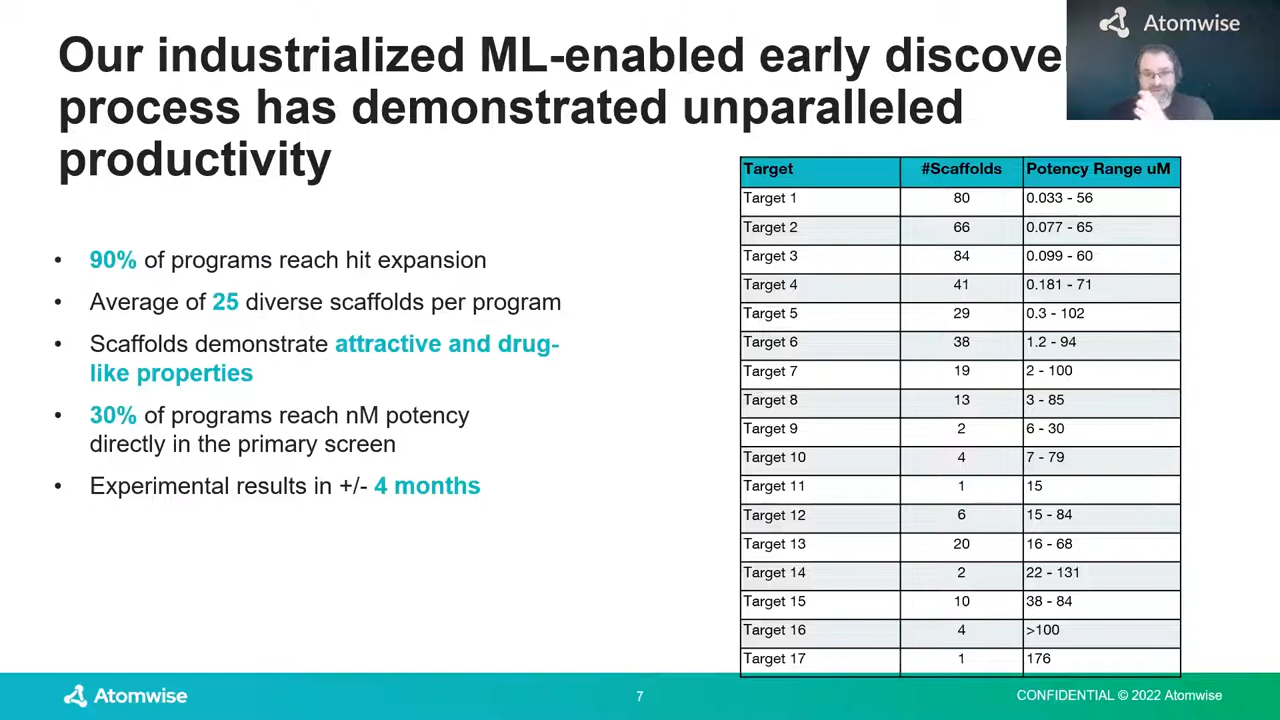 Our industrialized ML-enabled early discove
process has demonstrated unparalleled
productivity
Atomwise
• 90% of programs reach hit expansion
• Average of 25 diverse scaffolds per program
• Scaffolds demonstrate attractive and drug-
like properties
• 30% of programs reach nM potency
directly in the primary screen
• Experimental results in +/- 4 months
Target #Scaffolds Potency Range uM
Target 1 80 0.033 - 56
Target 2 66 0.077 - 65
Target 3 84 0.099 - 60
Target 4 41 0.181 - 71
Target 5 29 0.3 - 102
Target 6 38 1.2 - 94
Target 7 19 2 - 100
Target 8 13 3 - 85
Target 9 2 6 - 30
Target 10 4 7 - 79
Target 11 1 15
Target 12 6 15 - 84
Target 13 20 16 - 68
Target 14 2 22 - 131
Target 15 10 38 - 84
Target 16 4 >100
Target 17 1 176
Atomwise
7
CONFIDENTIAL © 2022 Atomwise